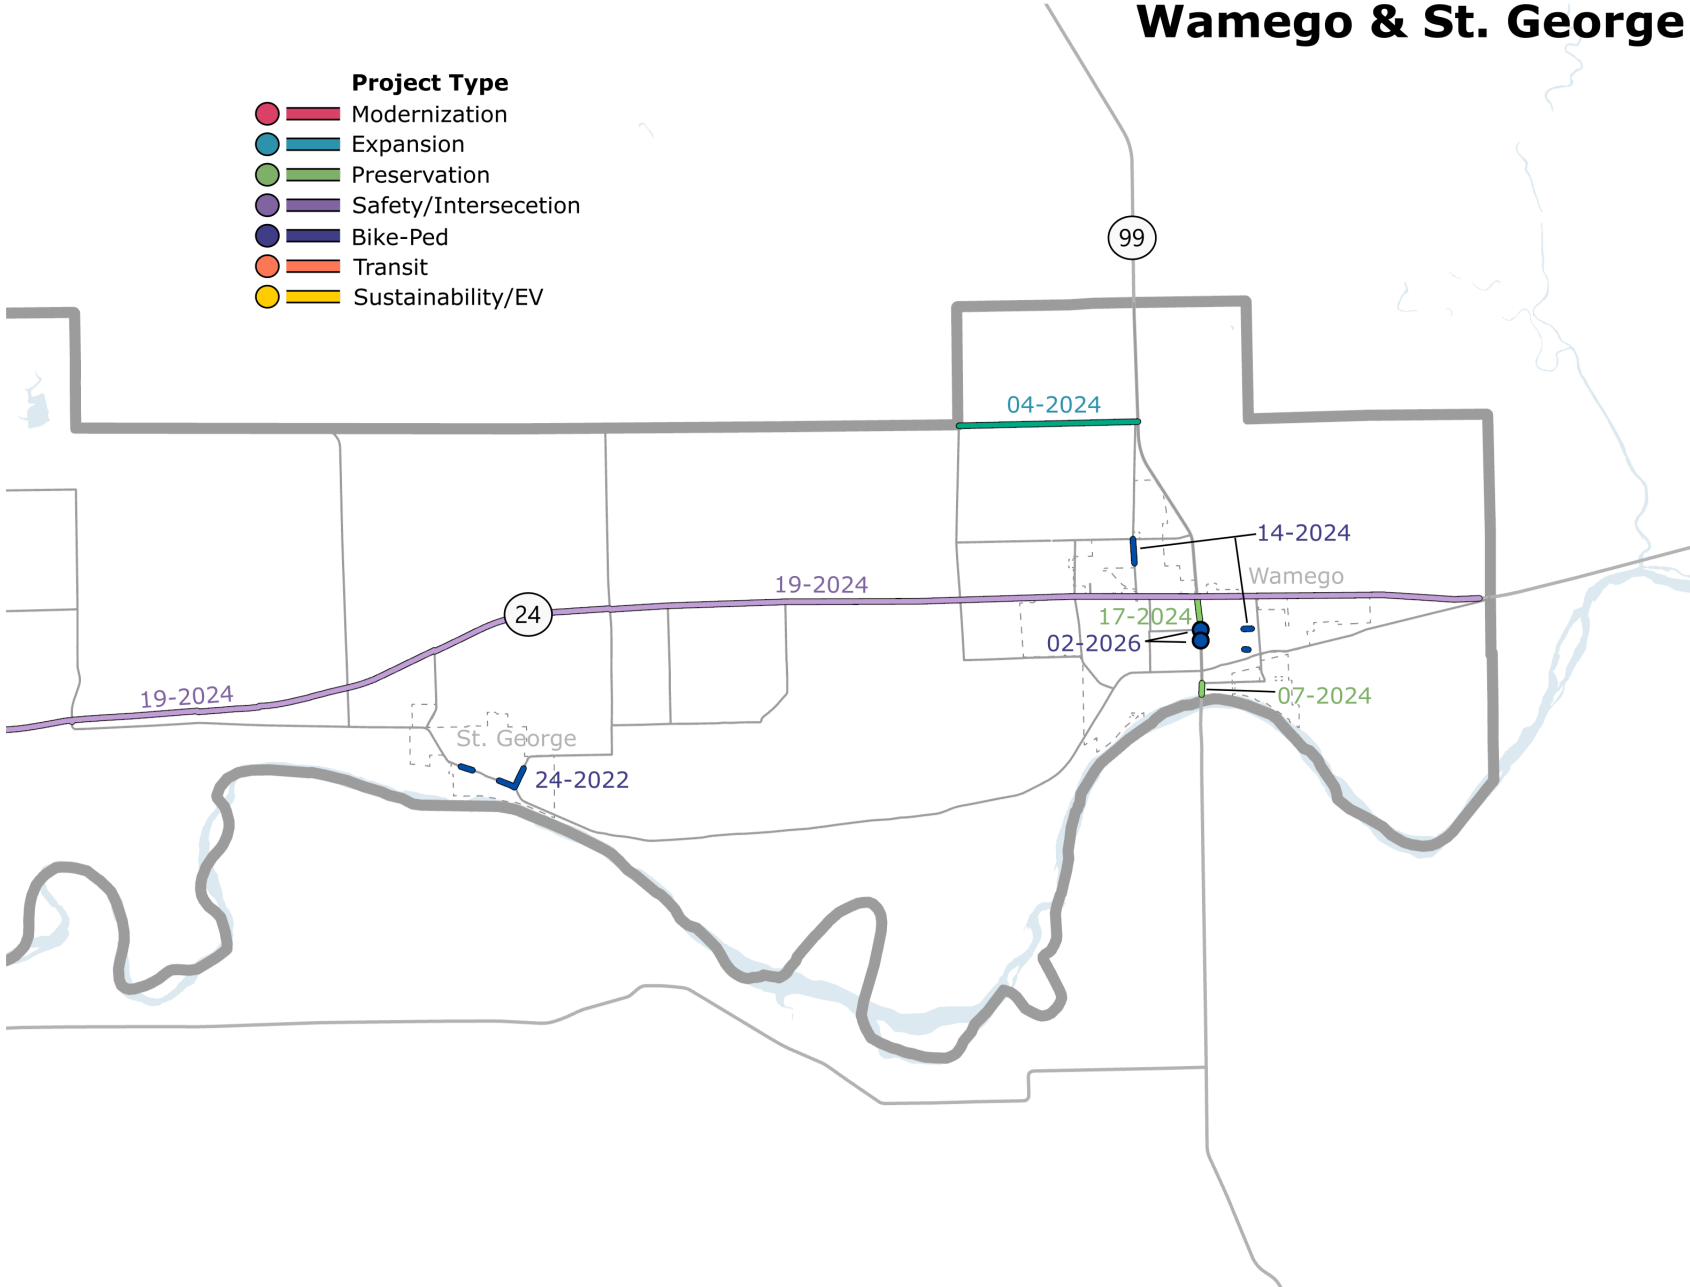 Wamego & St. George
Project Type
Modernization
Expansion
Preservation
Safety/Intersecetion
Bike-Ped
Transit
Sustainability/EV
99
04-2024
14-2024
Wamego
19-2024
24
17-2024
02-2026
19-2024
07-2024
St. George
24-2022